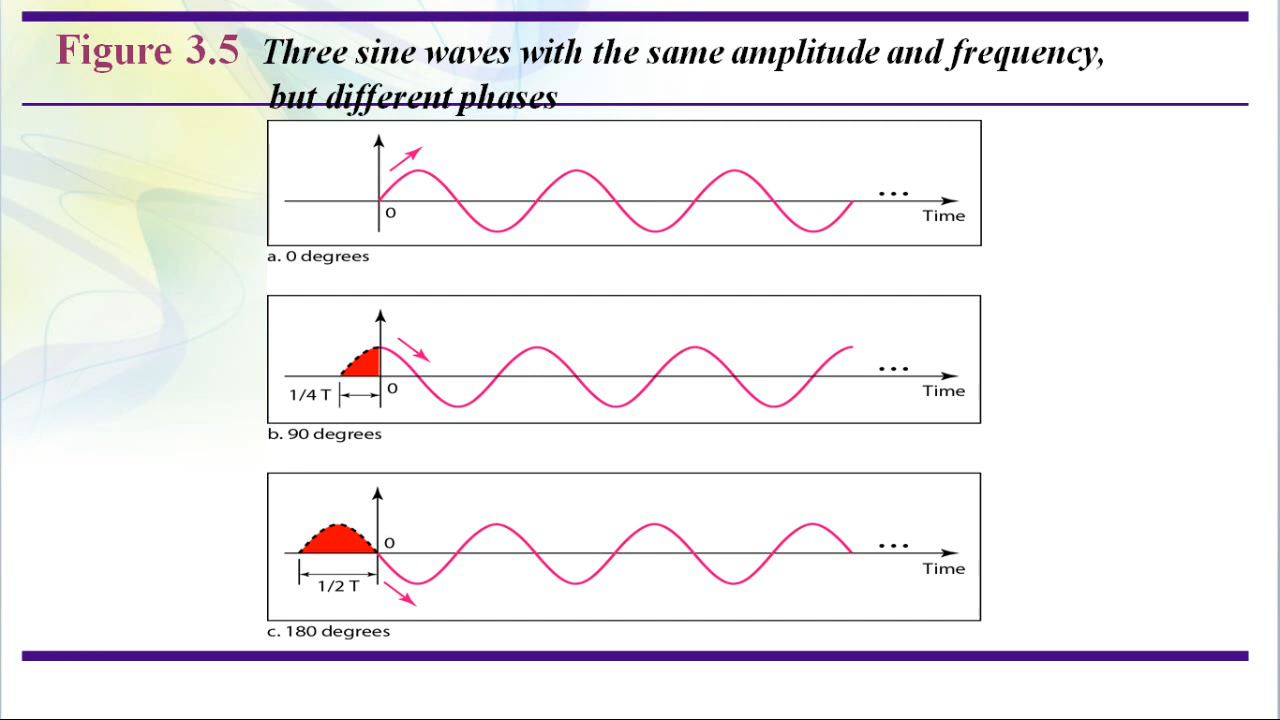 Figure 3.5 Three sine waves with the same amplitude and frequency,
but different phases
0
...
Time
a. 0 degrees
1/4 T
0
...
Time
b. 90 degrees
0
...
Time
1/2 T
c. 180 degrees